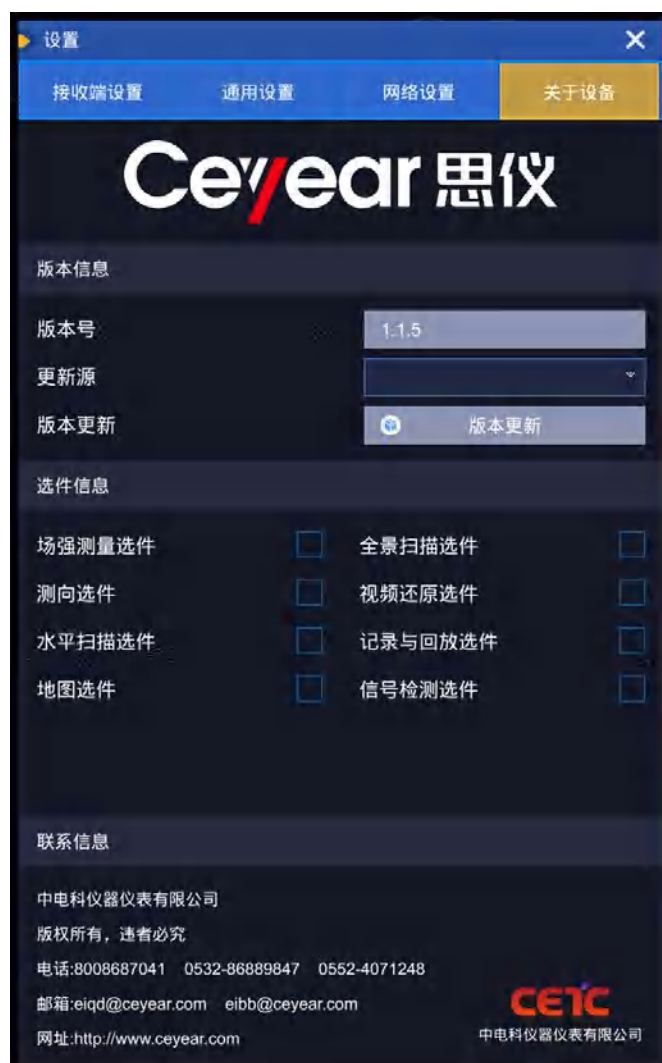 设置
接收端设置 通用设置 网络设置 关于设备
Ceyear 思仪
版本信息
版本号 1.1.5
更新源
版本更新 版本更新
选件信息
场强测量选件 全景扫描选件
测向选件 视频还原选件
水平扫描选件 记录与回放选件
地图选件 信号检测选件
联系信息
中电科仪器仪表有限公司
版权所有，违者必究
电话:8008687041 0532-86889847 0552-4071248
邮箱:eiqd@ceyear.com eibb@ceyear.com
网址:http://www.ceyear.com
CETC
中电科仪器仪表有限公司